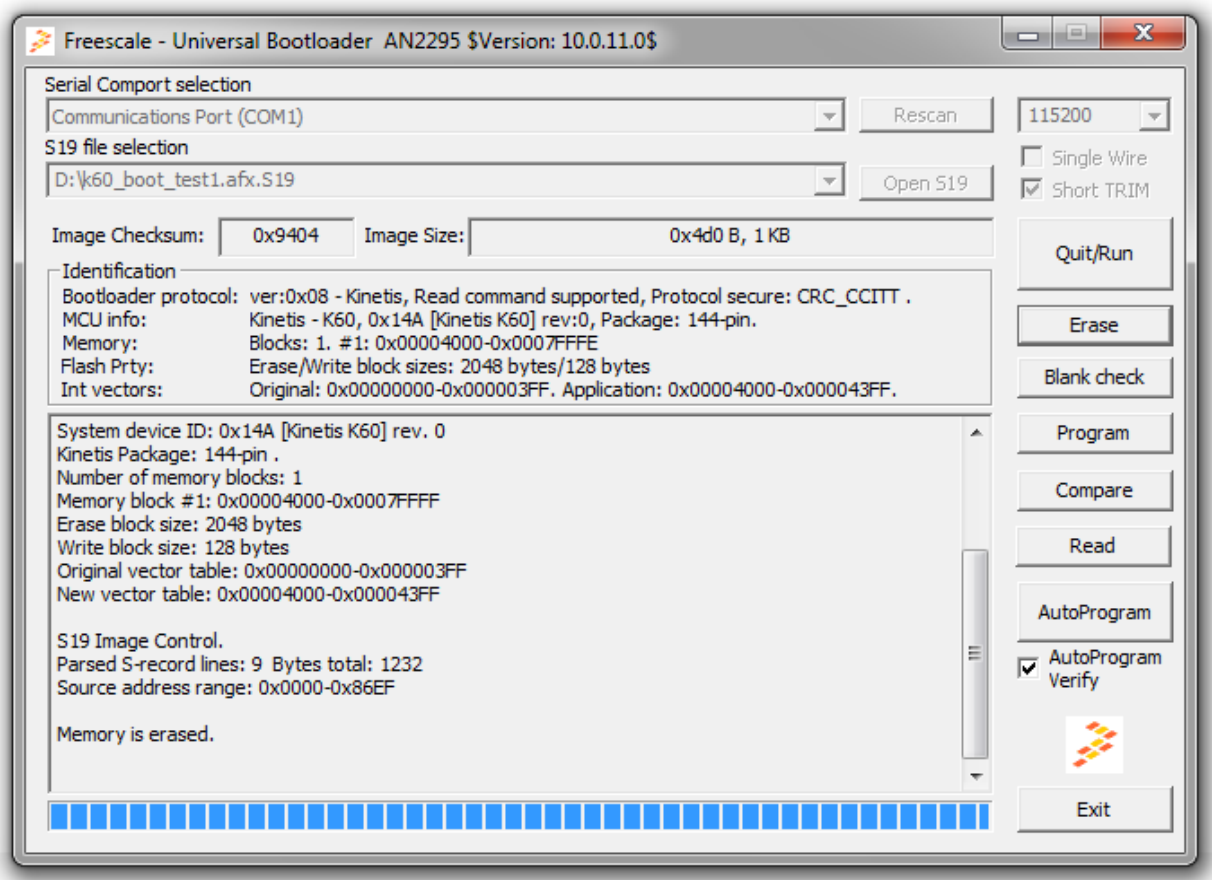 Freescale - Universal Bootloader AN2295 $Version: 10.0.11.0$
Serial Comport selection
Communications Port (COM1)
Rescan
115200
S19 file selection
Single Wire
D:\k60_boot_test1.afx.S19
Open S19
Short TRIM
Image Checksum:
0x9404
Image Size:
0x4d0 B, 1 KB
Quit/Run
Identification
Bootloader protocol: ver:0x08 - Kinetis, Read command supported, Protocol secure: CRC_CCITT .
MCU info: Kinetis - K60, 0x14A [Kinetis K60] rev:0, Package: 144-pin.
Memory: Blocks: 1. #1: 0x00004000-0x0007FFFE
Flash Prty: Erase/Write block sizes: 2048 bytes/128 bytes
Int vectors: Original: 0x00000000-0x000003FF. Application: 0x00004000-0x000043FF.
Erase
Blank check
System device ID: 0x14A [Kinetis K60] rev. 0
Kinetis Package: 144-pin .
Number of memory blocks: 1
Memory block #1: 0x00004000-0x0007FFFF
Erase block size: 2048 bytes
Write block size: 128 bytes
Original vector table: 0x00000000-0x000003FF
New vector table: 0x00004000-0x000043FF
S19 Image Control.
Parsed S-record lines: 9 Bytes total: 1232
Source address range: 0x0000-0x86EF
Memory is erased.
Program
Compare
Read
AutoProgram
AutoProgram
Verify
Exit